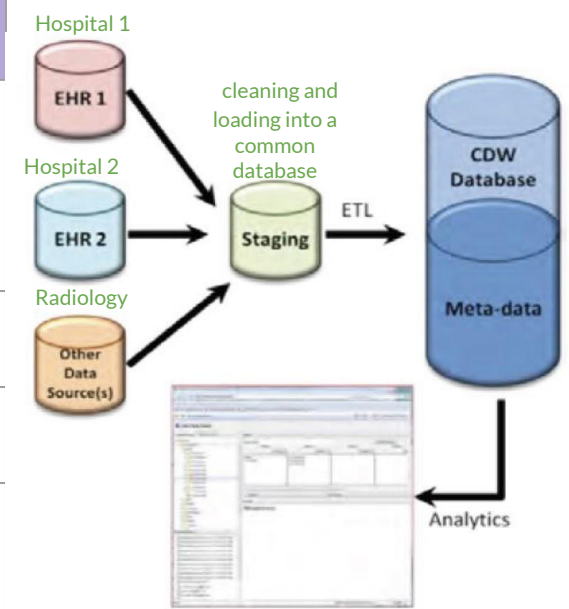 Hospital 1
EHR 1
cleaning and
loading into a
common
database
Hospital 2
EHR 2
Staging
ETL
CDW
Database
Meta-data
Radiology
Other
Data
Source(s)
Analytics